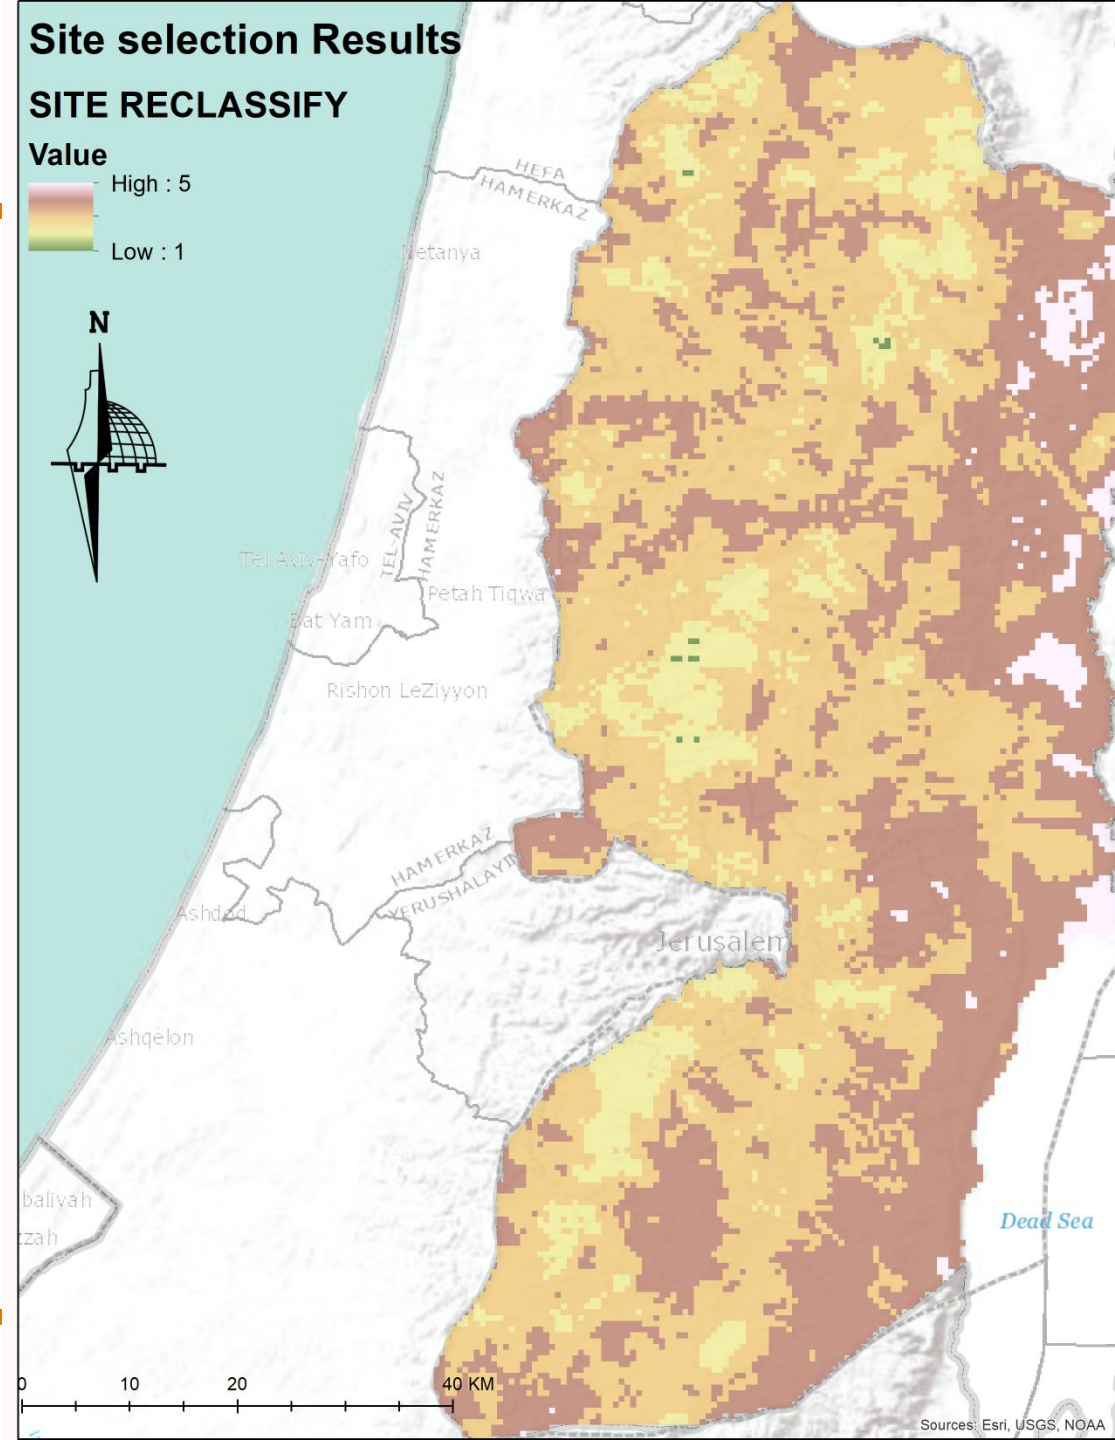 Site selection Results
SITE RECLASSIFY
Value
High : 5
Low : 1
N
HEFA
HAMERKAZ
Netanya
TEL-AVIV
HAMERKAZ
Tel Aviv-Yafo
Petah Tiqwa
Bat Yam
Rishon LeZiyyon
HAMERKAZ
YERUSHALAYIM
Ashdod
Jerusalem
Ashqelon
baliyah
zzah
Dead Sea
0 10 20 40 KM
Sources: Esri, USGS, NOAA